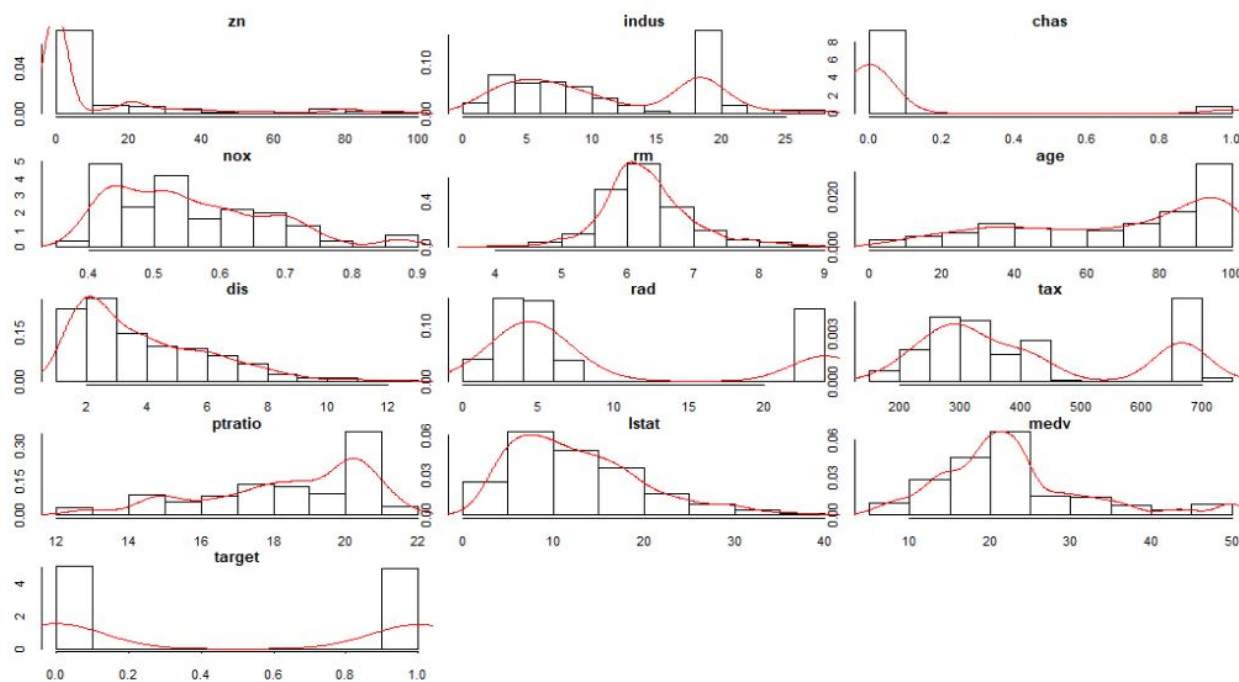 zn indus chas
0.00 0.04
0 20 40 60 80 100
0.00 0.10
0 5 10 15 20 25
0 2 4 6 8
0.0 0.2 0.4 0.6 0.8 1.0
nox rm age
0 1 2 3 4 5
0.4 0.5 0.6 0.7 0.8 0.9
0.0 0.4
4 5 6 7 8 9
0.000 0.020
0 20 40 60 80 100
dis rad tax
0.00 0.15
2 4 6 8 10 12
0.00 0.10
0 5 10 15 20
0.000 0.003
200 300 400 500 600 700
ptratio lstat medv
0.00 0.15 0.30
12 14 16 18 20 22
0.00 0.03 0.06
0 10 20 30 40
0.00 0.03 0.06
10 20 30 40 50
target
0 2 4
0.0 0.2 0.4 0.6 0.8 1.0